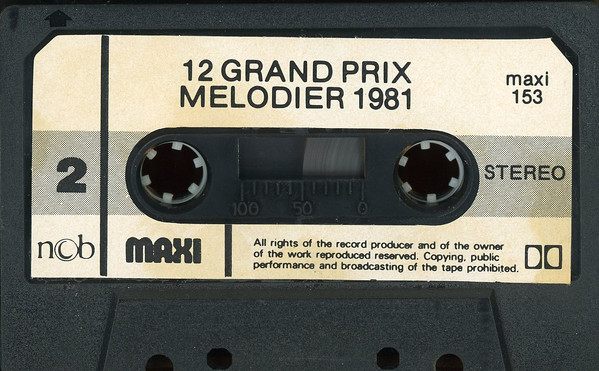 12 GRAND PRIX
MELODIER 1981
maxi
153
2
STEREO
100 50 0
ncb
MAXI
All rights of the record producer and of the owner
of the work reproduced reserved. Copying, public
performance and broadcasting of the tape prohibited.